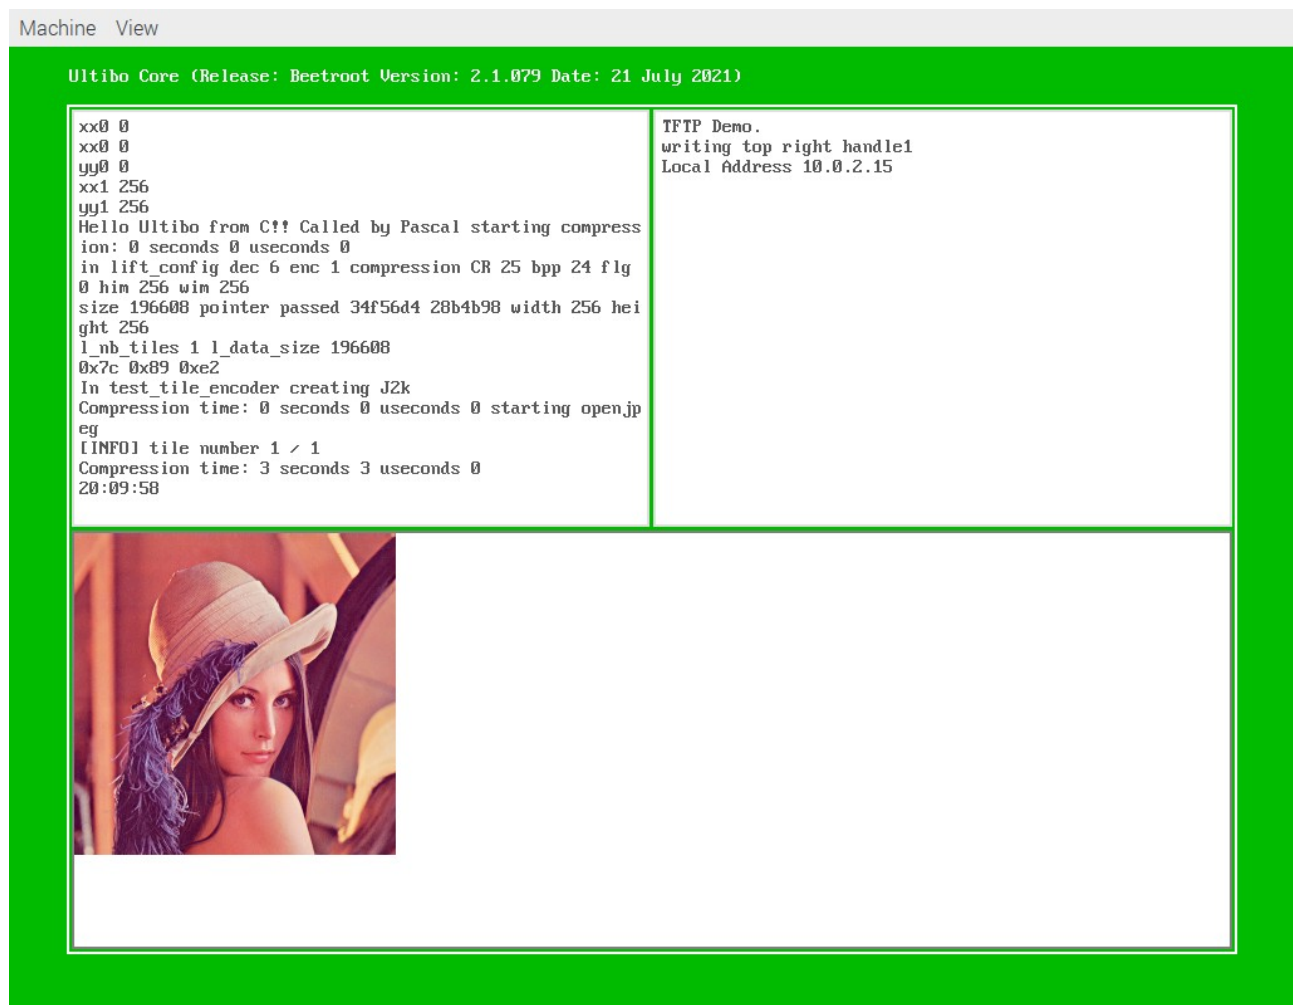 Machine View
Ultibo Core (Release: Beetroot Version: 2.1.079 Date: 21 July 2021)
xx0 0
xx0 0
yy0 0
xx1 256
yy1 256
Hello Ultibo from C!! Called by Pascal starting compress
ion: 0 seconds 0 useconds 0
in lift_config dec 6 enc 1 compression CR 25 bpp 24 flg
0 him 256 wim 256
size 196608 pointer passed 34f56d4 28b4b98 width 256 hei
ght 256
l_nb_tiles 1 l_data_size 196608
0x7c 0x89 0xe2
In test_tile_encoder creating J2k
Compression time: 0 seconds 0 useconds 0 starting openjp
eg
[INFO] tile number 1 / 1
Compression time: 3 seconds 3 useconds 0
20:09:58
TFTP Demo.
writing top right handle1
Local Address 10.0.2.15